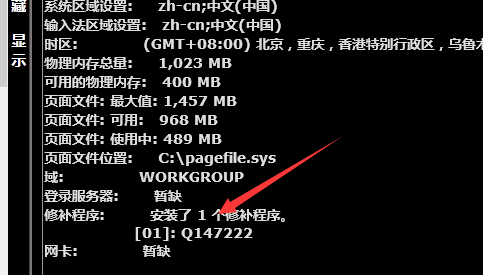 藏
显
示
系统区域设置: zh-cn;中文(中国)
输入法区域设置: zh-cn;中文(中国)
时区: (GMT+08:00) 北京，重庆，香港特别行政区，乌鲁木
物理内存总量: 1,023 MB
可用的物理内存: 400 MB
页面文件: 最大值: 1,457 MB
页面文件: 可用: 968 MB
页面文件: 使用中: 489 MB
页面文件位置: C:\pagefile.sys
域: WORKGROUP
登录服务器: 暂缺
修补程序: 安装了 1 个修补程序。
[01]: Q147222
网卡: 暂缺